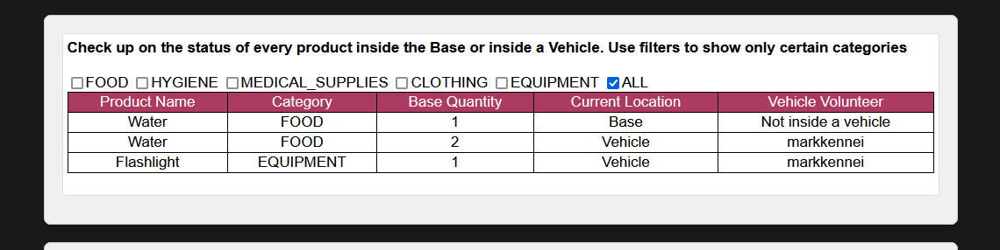 Check up on the status of every product inside the Base or inside a Vehicle. Use filters to show only certain categories
FOOD HYGIENE MEDICAL_SUPPLIES CLOTHING EQUIPMENT ALL
Product Name Category Base Quantity Current Location Vehicle Volunteer
Water FOOD 1 Base Not inside a vehicle
Water FOOD 2 Vehicle markkennei
Flashlight EQUIPMENT 1 Vehicle markkennei